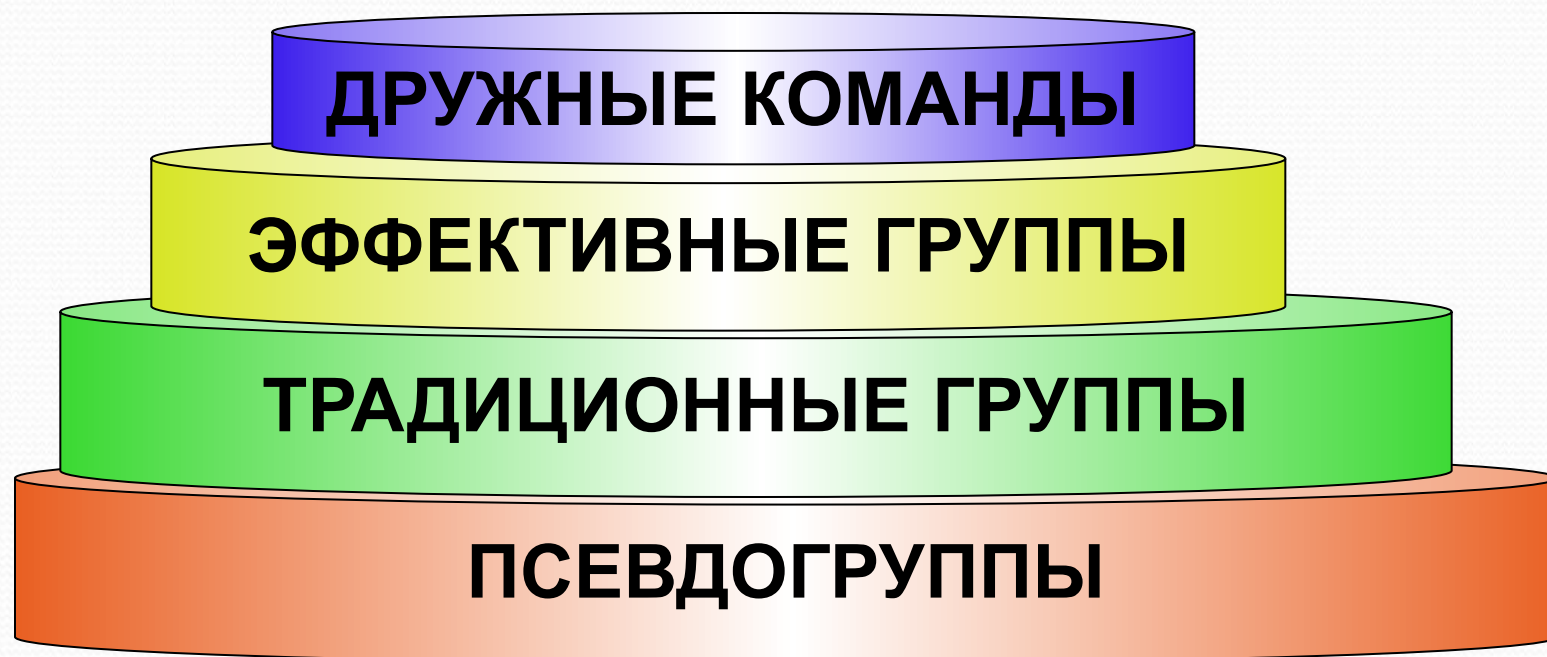 ДРУЖНЫЕ КОМАНДЫ
ЭФФЕКТИВНЫЕ ГРУППЫ
ТРАДИЦИОННЫЕ ГРУППЫ
ПСЕВДОГРУППЫ